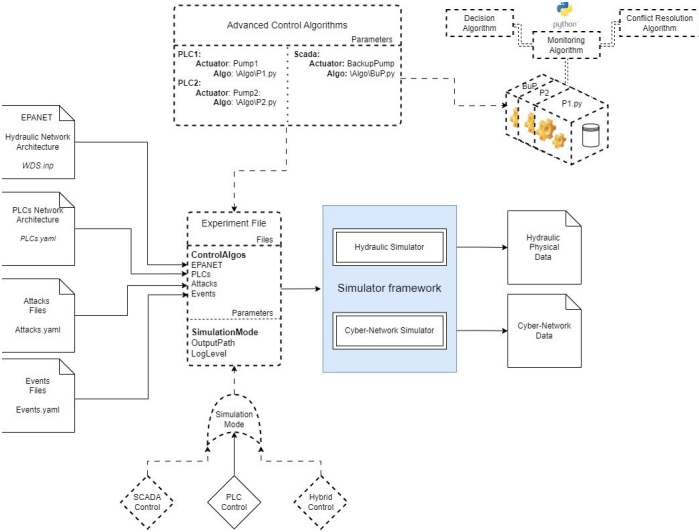 Advanced Control Algorithms
Parameters
PLC1:
Actuator: Pump1
Algo: \Algo\P1.py
PLC2:
Actuator: Pump2:
Algo: \Algo\P2.py
Scada:
Actuator: BackupPump
Algo: \Algo\BuP.py
Decision
Algorithm
python
Monitoring
Algorithm
Conflict Resolution
Algorithm
BuP
P2
P1.py
EPANET
Hydraulic Network
Architecture
WDS.inp
PLCs Network
Architecture
PLCs.yaml
Attacks
Files
Attacks.yaml
Events
Files
Events.yaml
Experiment File
Files
ControlAlgos
EPANET
PLCs
Attacks
Events
Parameters
SimulationMode
OutputPath
LogLevel
Hydraulic Simulator
Simulator framework
Cyber-Network Simulator
Hydraulic
Physical
Data
Cyber-Network
Data
Simulation
Mode
SCADA
Control
PLC
Control
Hybrid
Control